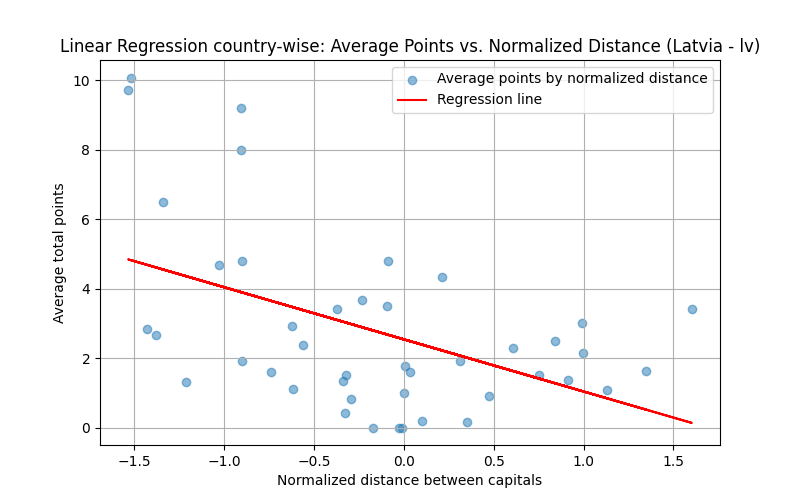 Linear Regression country-wise: Average Points vs. Normalized Distance (Latvia - lv)
Average points by normalized distance
Regression line
10
8
6
4
2
0
Average total points
−1.5 −1.0 −0.5 0.0 0.5 1.0 1.5
Normalized distance between capitals